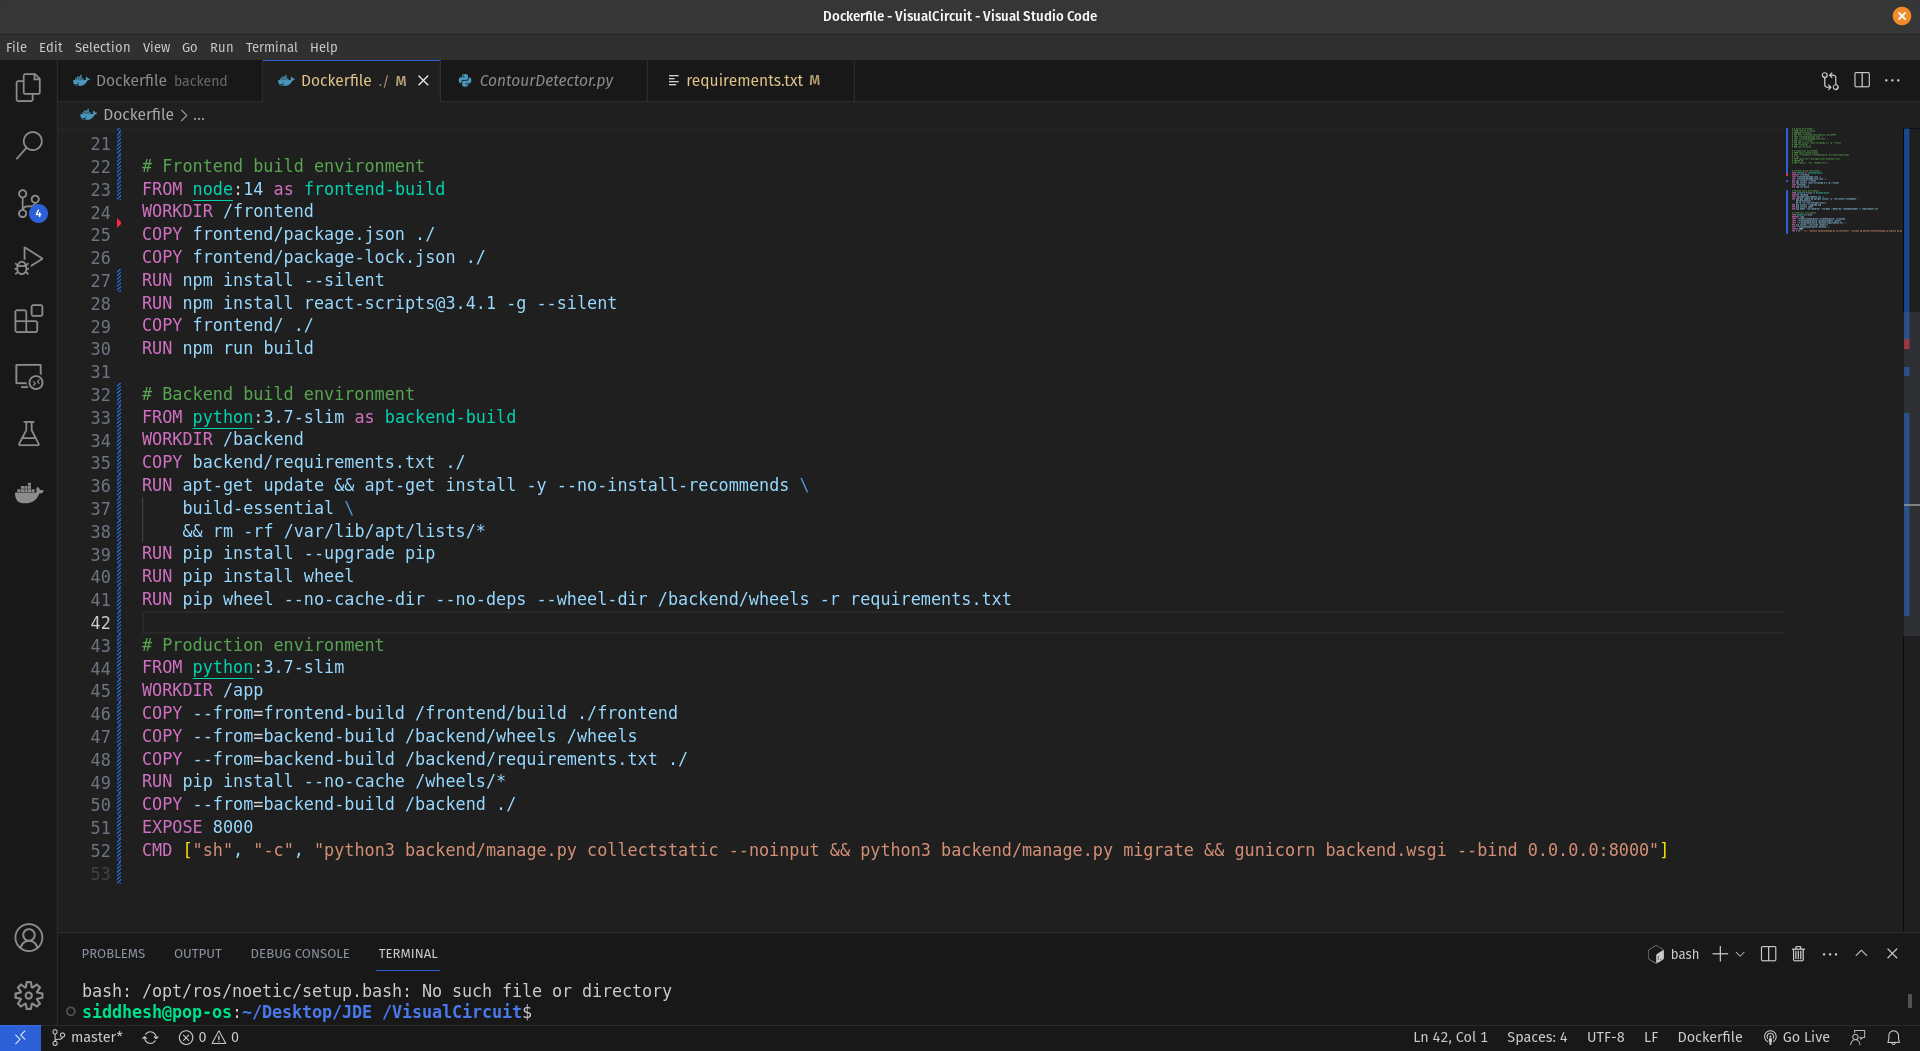 Dockerfile - VisualCircuit - Visual Studio Code
File Edit Selection View Go Run Terminal Help
Dockerfile backend Dockerfile ./ M ContourDetector.py requirements.txt M
Dockerfile > ...
21
22 # Frontend build environment
23 FROM node:14 as frontend-build
24 WORKDIR /frontend
25 COPY frontend/package.json ./
26 COPY frontend/package-lock.json ./
27 RUN npm install --silent
28 RUN npm install react-scripts@3.4.1 -g --silent
29 COPY frontend/ ./
30 RUN npm run build
31
32 # Backend build environment
33 FROM python:3.7-slim as backend-build
34 WORKDIR /backend
35 COPY backend/requirements.txt ./
36 RUN apt-get update && apt-get install -y --no-install-recommends \
37     build-essential \
38     && rm -rf /var/lib/apt/lists/*
39 RUN pip install --upgrade pip
40 RUN pip install wheel
41 RUN pip wheel --no-cache-dir --no-deps --wheel-dir /backend/wheels -r requirements.txt
42
43 # Production environment
44 FROM python:3.7-slim
45 WORKDIR /app
46 COPY --from=frontend-build /frontend/build ./frontend
47 COPY --from=backend-build /backend/wheels /wheels
48 COPY --from=backend-build /backend/requirements.txt ./
49 RUN pip install --no-cache /wheels/*
50 COPY --from=backend-build /backend ./
51 EXPOSE 8000
52 CMD ["sh", "-c", "python3 backend/manage.py collectstatic --noinput && python3 backend/manage.py migrate && gunicorn backend.wsgi --bind 0.0.0.0:8000"]
53
4
PROBLEMS OUTPUT DEBUG CONSOLE TERMINAL bash
bash: /opt/ros/noetic/setup.bash: No such file or directory
siddhesh@pop-os:~/Desktop/JDE /VisualCircuit$
master* 0 0 Ln 42, Col 1 Spaces: 4 UTF-8 LF Dockerfile Go Live